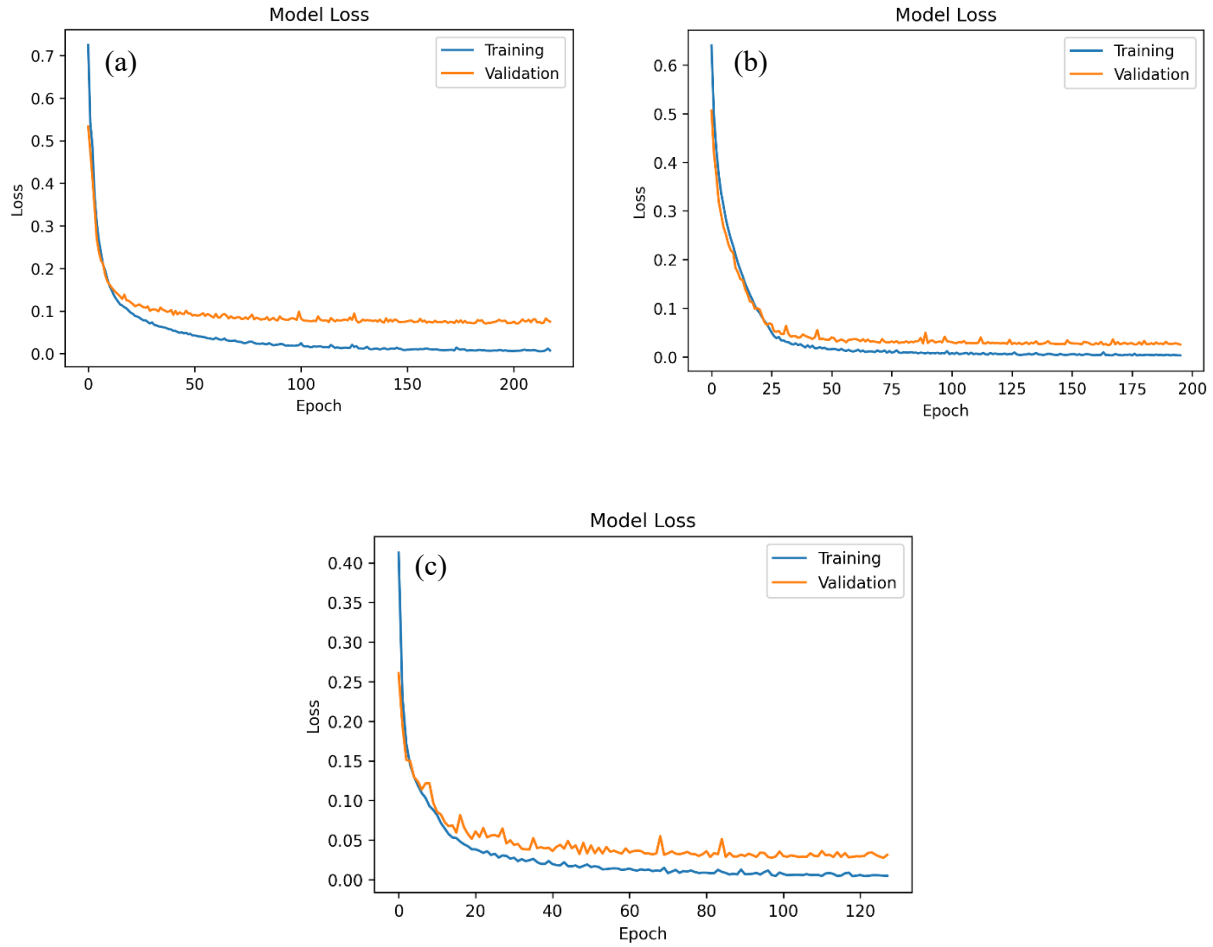 Model Loss
(a)
Training
Validation
0.7
0.6
0.5
0.4
0.3
0.2
0.1
0.0
Loss
0 50 100 150 200
Epoch
Model Loss
(b)
Training
Validation
0.6
0.5
0.4
0.3
0.2
0.1
0.0
Loss
0 25 50 75 100 125 150 175 200
Epoch
Model Loss
(c)
Training
Validation
0.40
0.35
0.30
0.25
0.20
0.15
0.10
0.05
0.00
Loss
0 20 40 60 80 100 120
Epoch